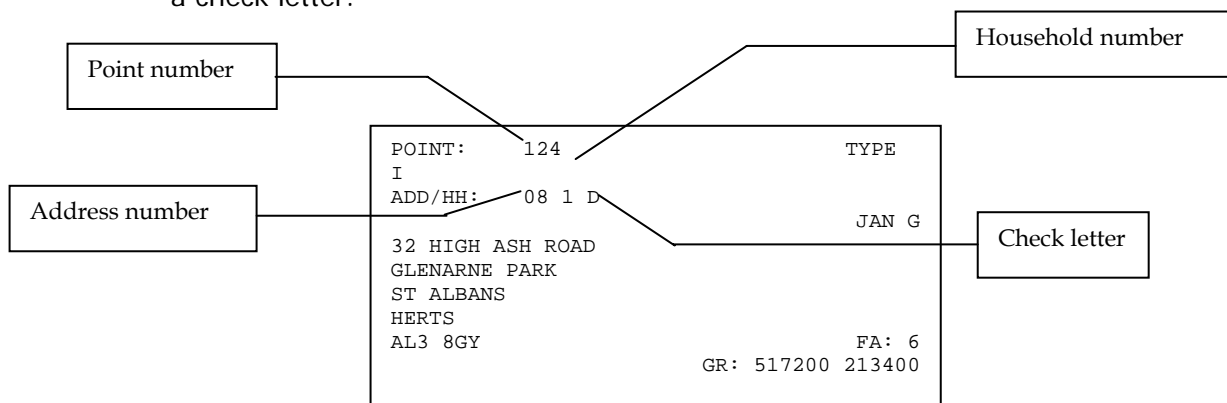 a check letter.
Household number
Point number
POINT: 124 TYPE
I
ADD/HH: 08 1 D
Address number
JAN G
Check letter
32 HIGH ASH ROAD
GLENARNE PARK
ST ALBANS
HERTS
AL3 8GY FA: 6
GR: 517200 213400